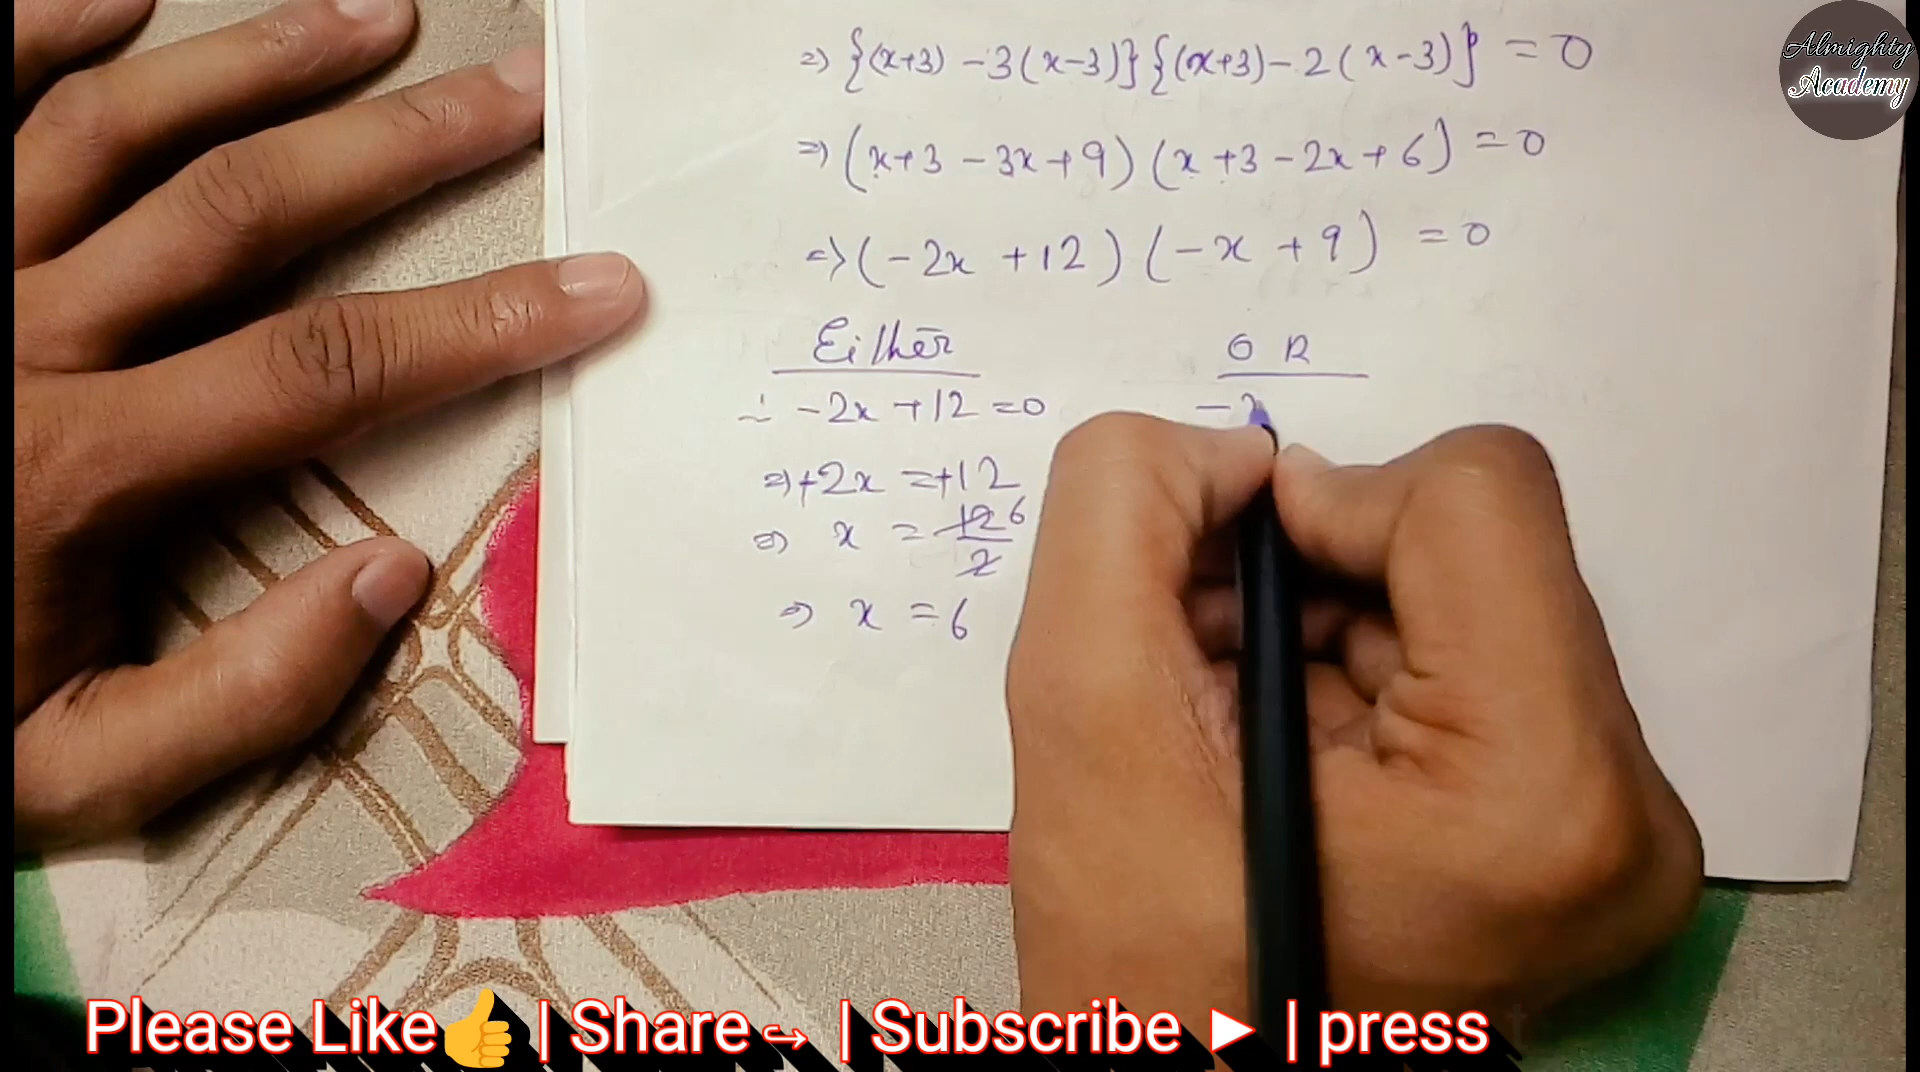 Almighty
Academy
=> {(x+3) -3(x-3)} {(x+3)-2(x-3)} = 0
=> (x+3 - 3x+9) (x+3-2x+6) = 0
=> (-2x +12) (-x +9) = 0
Either OR
∴ -2x +12 =0 -x
=> +2x =+12
=> x = 12/2 6
=> x = 6
Please Like👍 | Share↪ | Subscribe ► | press